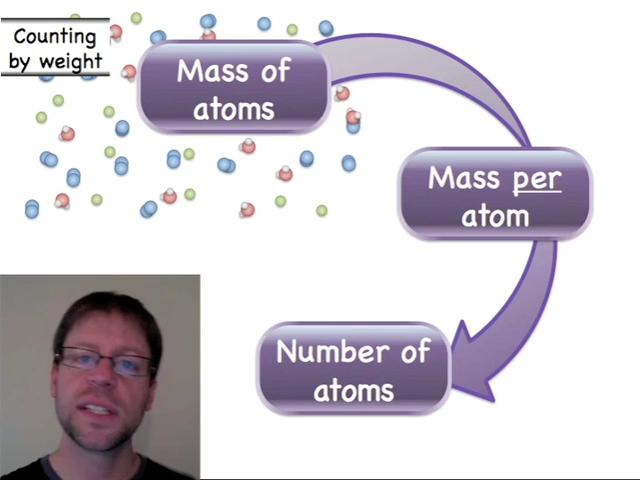 Counting
by weight
Mass of
atoms
Mass per
atom
Number of
atoms